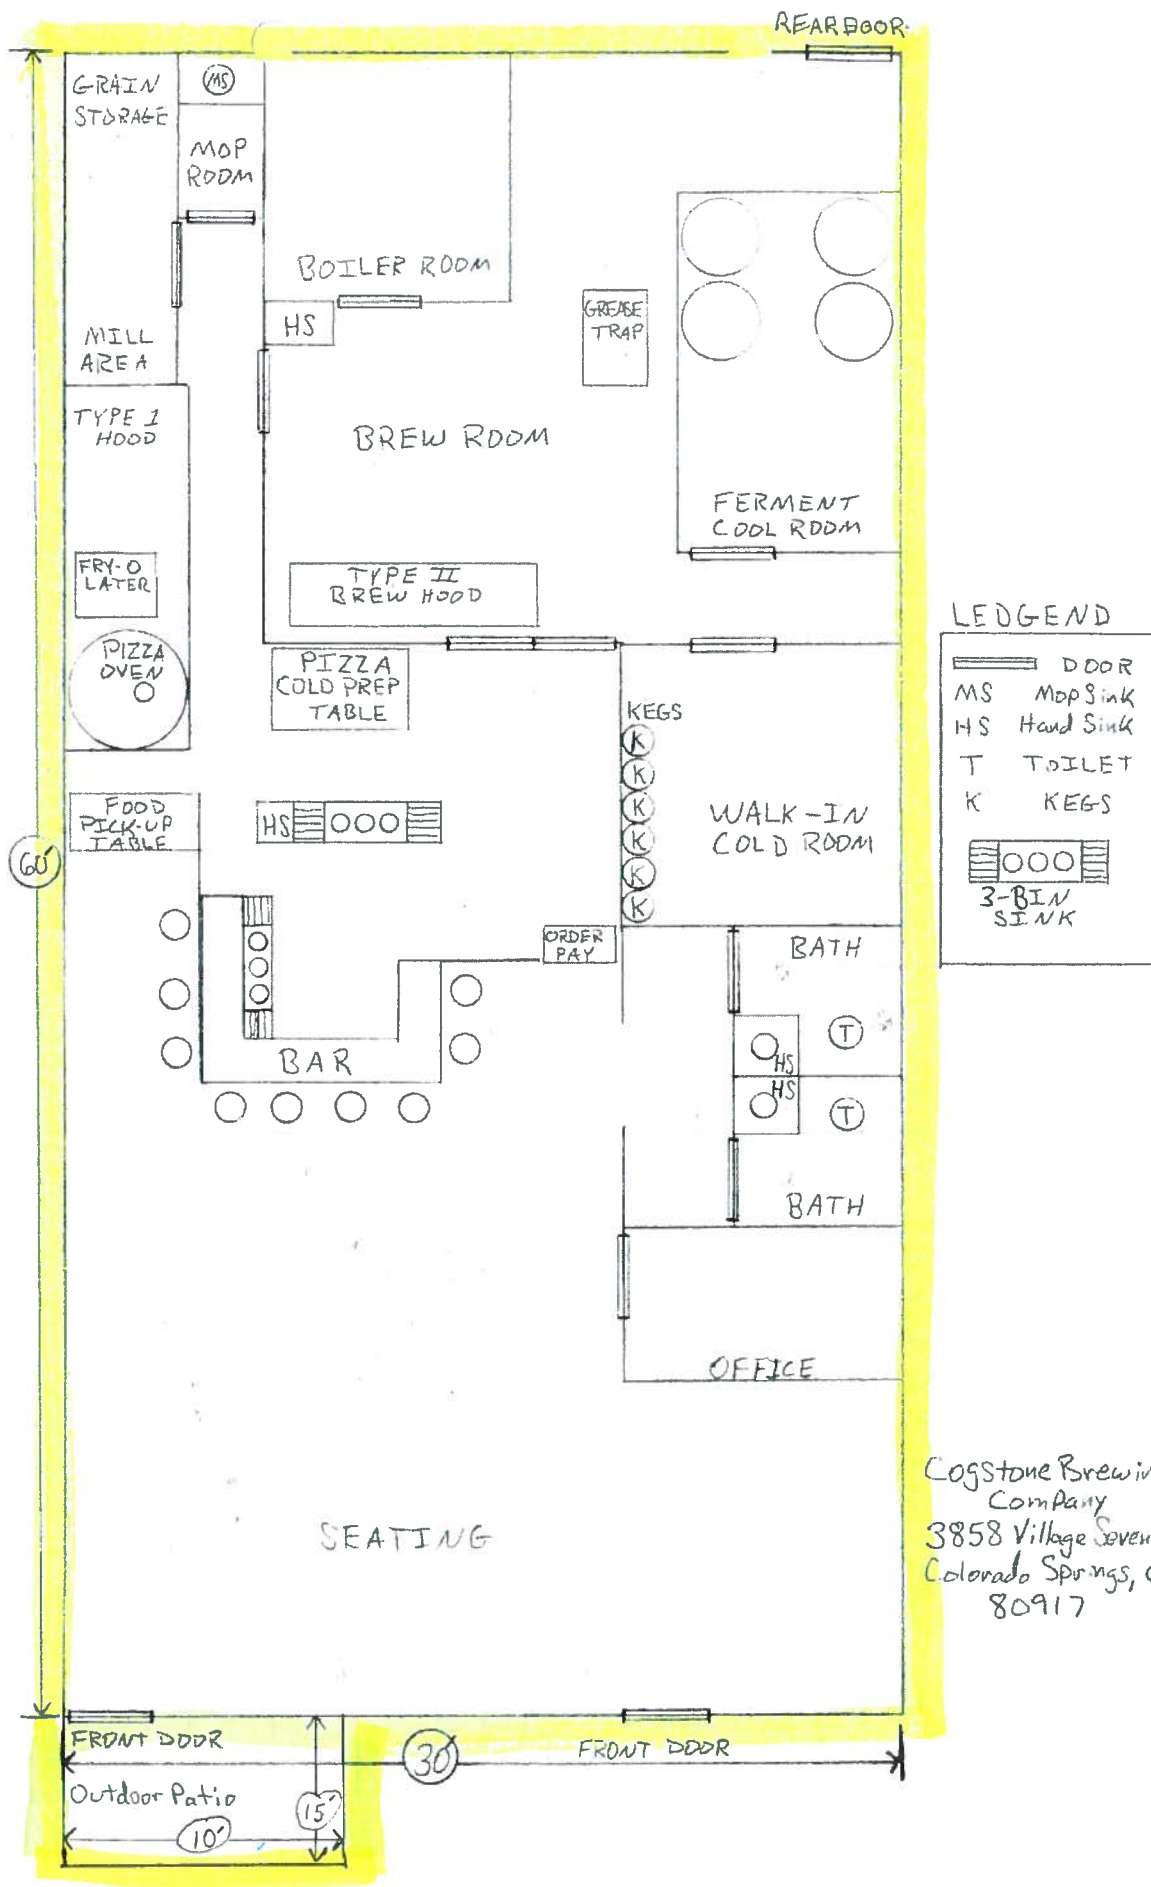 REAR DOOR
GRAIN
STORAGE
MS
MOP
ROOM
BOILER ROOM
HS
GREASE
TRAP
MILL
AREA
TYPE I
HOOD
BREW ROOM
FERMENT
COOL ROOM
FRY-O
LATER
TYPE II
BREW HOOD
PIZZA
OVEN
PIZZA
COLD PREP
TABLE
LEDGEND
DOOR
MS Mop Sink
HS Hand Sink
T TOILET
K KEGS
3-BIN
SINK
KEGS
K
K
K
K
K
K
WALK-IN
COLD ROOM
FOOD
PICK-UP
TABLE
HS
60'
ORDER
PAY
BATH
T
HS
BAR
HS
T
BATH
OFFICE
SEATING
CogStone Brewin
Company
3858 Village Seven
Colorado Springs, C
80917
FRONT DOOR
30'
FRONT DOOR
Outdoor Patio
15'
10'